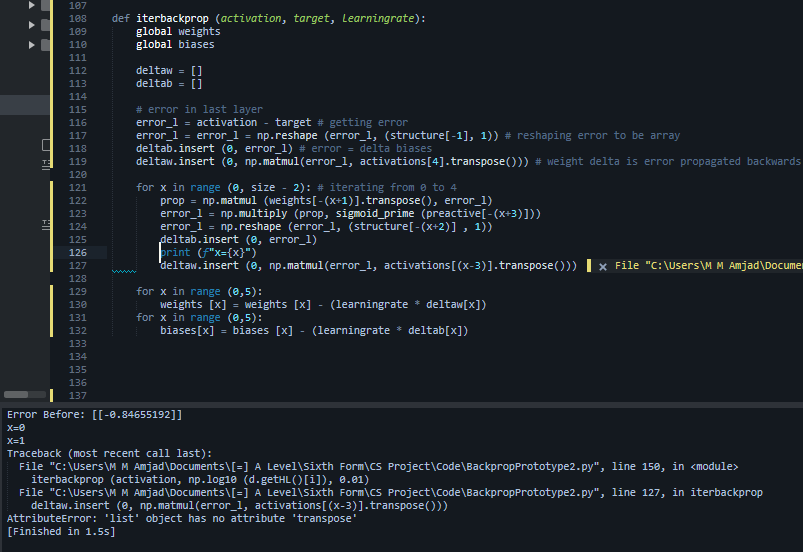 107
108 def iterbackprop (activation, target, learningrate):
109 global weights
110 global biases
111
112 deltaw = []
113 deltab = []
114
115 # error in last layer
116 error_l = activation - target # getting error
117 error_l = error_l = np.reshape (error_l, (structure[-1], 1)) # reshaping error to be array
118 deltab.insert (0, error_l) # error = delta biases
119 deltaw.insert (0, np.matmul(error_l, activations[4].transpose())) # weight delta is error propagated backwards
120
121 for x in range (0, size - 2): # iterating from 0 to 4
122 prop = np.matmul (weights[-(x+1)].transpose(), error_l)
123 error_l = np.multiply (prop, sigmoid_prime (preactive[-(x+3)]))
124 error_l = np.reshape (error_l, (structure[-(x+2)] , 1))
125 deltab.insert (0, error_l)
126 print (f"x={x}")
127 deltaw.insert (0, np.matmul(error_l, activations[(x-3)].transpose())) × File "C:\Users\M M Amjad\Docume
128
129 for x in range (0,5):
130 weights [x] = weights [x] - (learningrate * deltaw[x])
131 for x in range (0,5):
132 biases[x] = biases [x] - (learningrate * deltab[x])
133
134
135
136
137
Error Before: [[-0.84655192]]
x=0
x=1
Traceback (most recent call last):
File "C:\Users\M M Amjad\Documents\[=] A Level\Sixth Form\CS Project\Code\BackpropPrototype2.py", line 150, in <module>
iterbackprop (activation, np.log10 (d.getHL()[i]), 0.01)
File "C:\Users\M M Amjad\Documents\[=] A Level\Sixth Form\CS Project\Code\BackpropPrototype2.py", line 127, in iterbackprop
deltaw.insert (0, np.matmul(error_l, activations[(x-3)].transpose()))
AttributeError: 'list' object has no attribute 'transpose'
[Finished in 1.5s]